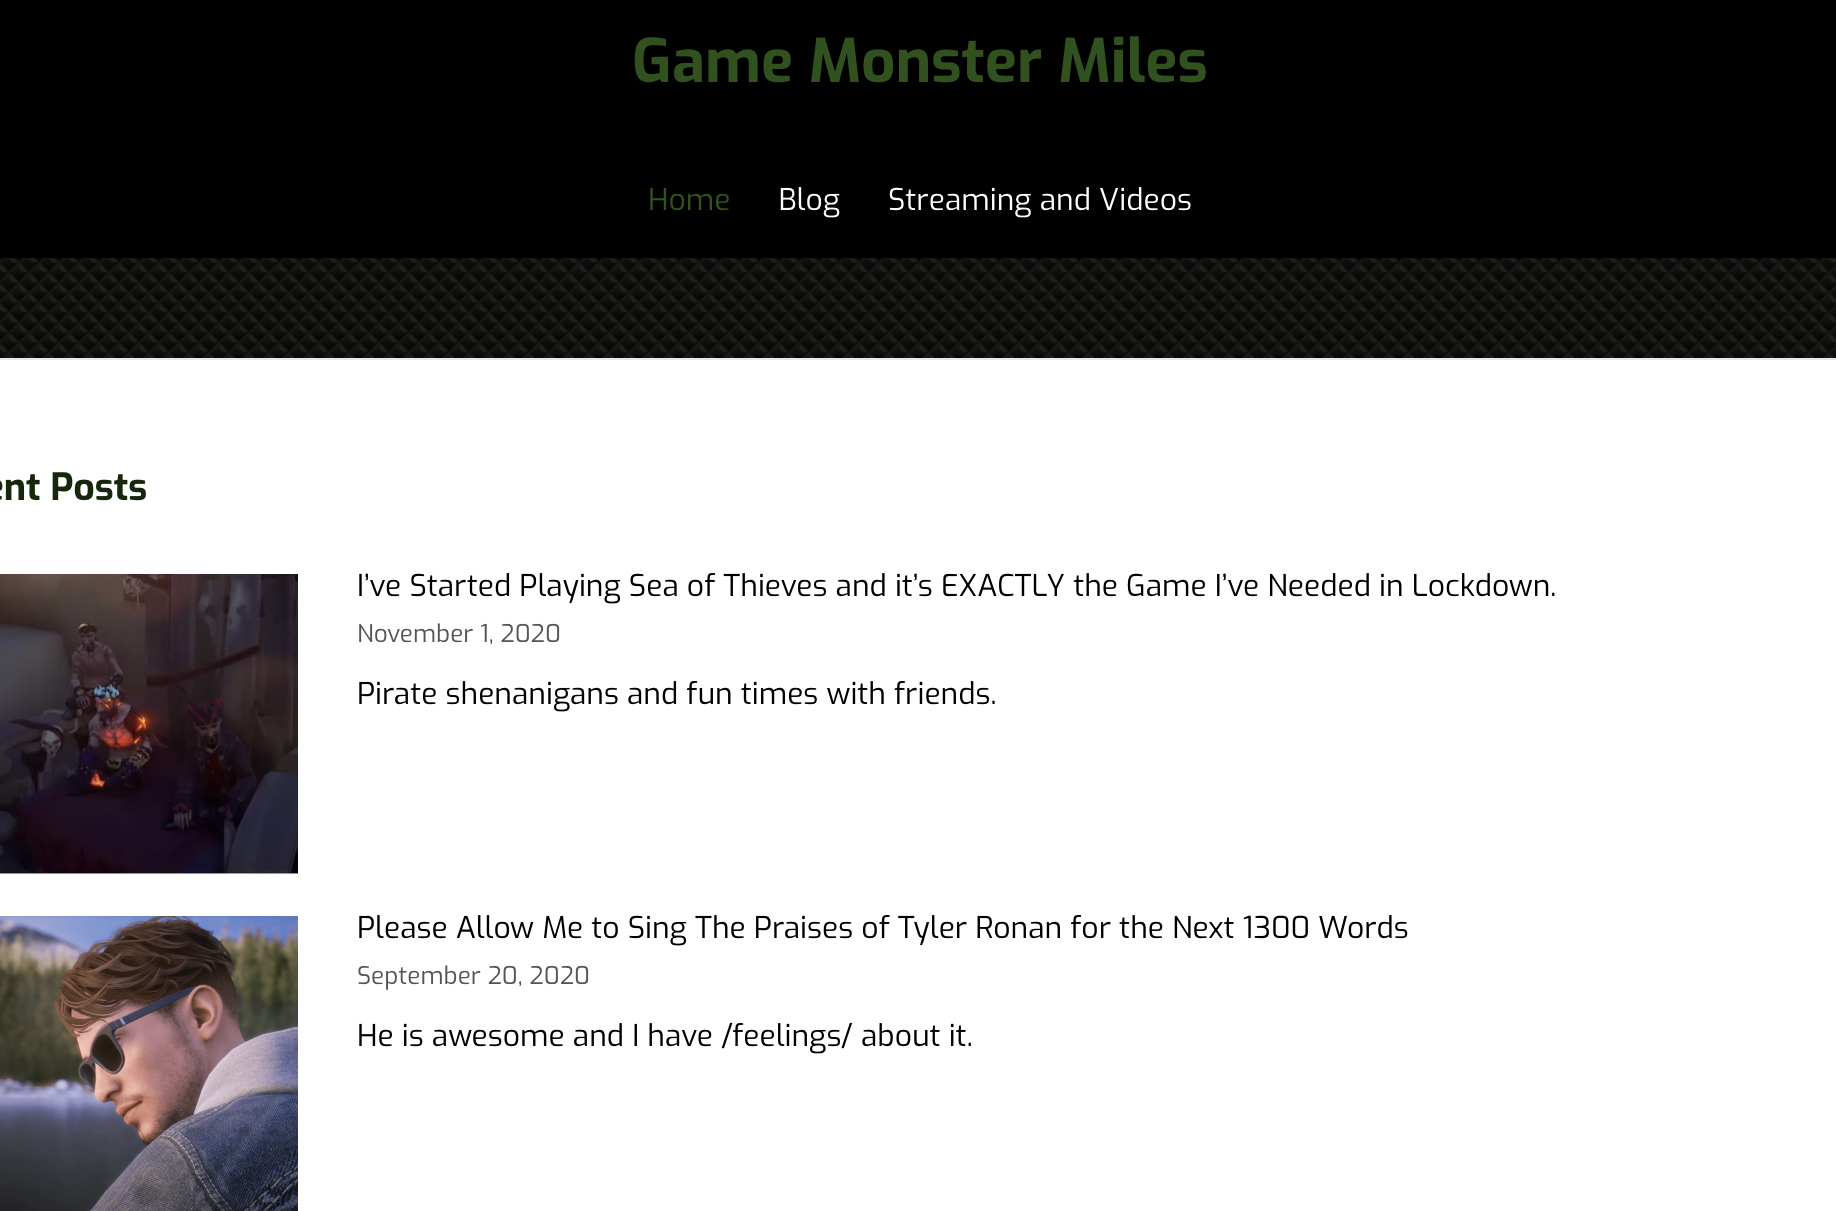 Game Monster Miles
Home Blog Streaming and Videos
ent Posts
I’ve Started Playing Sea of Thieves and it’s EXACTLY the Game I’ve Needed in Lockdown.
November 1, 2020
Pirate shenanigans and fun times with friends.
Please Allow Me to Sing The Praises of Tyler Ronan for the Next 1300 Words
September 20, 2020
He is awesome and I have /feelings/ about it.